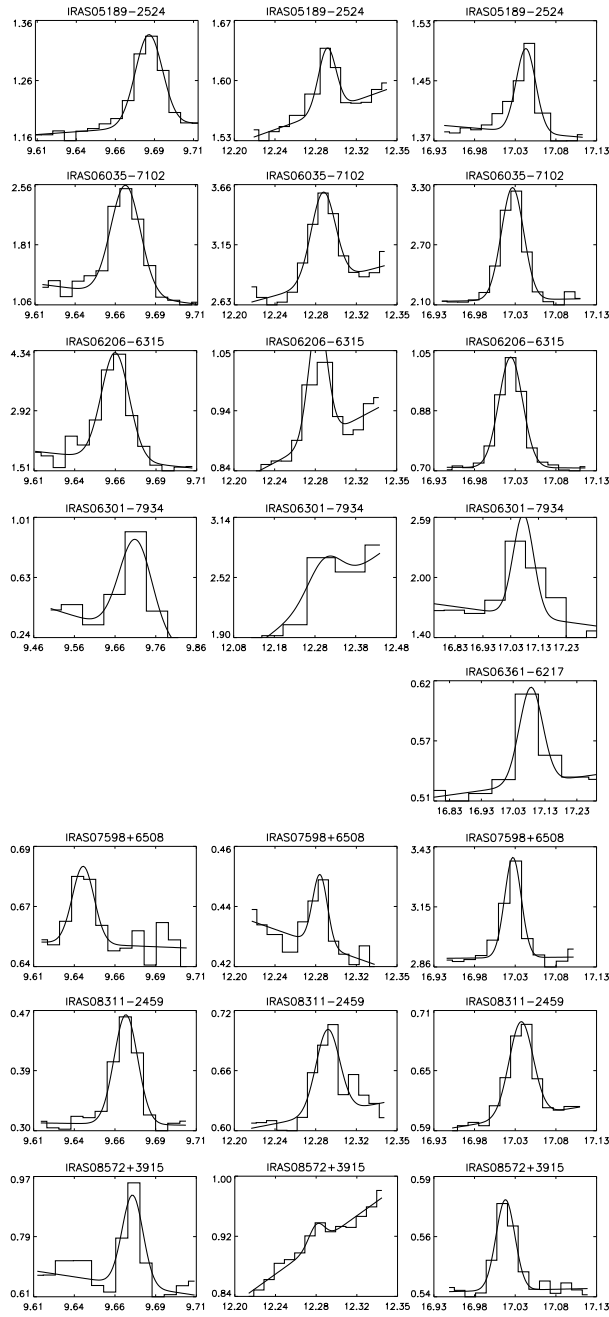 IRAS05189-2524 IRAS05189-2524 IRAS05189-2524
1.36 1.67 1.53
1.26 1.60 1.45
1.16 1.53 1.37
9.61 9.64 9.66 9.69 9.71 12.20 12.24 12.28 12.32 12.35 16.93 16.98 17.03 17.08 17.13
IRAS06035-7102 IRAS06035-7102 IRAS06035-7102
2.56 3.66 3.30
1.81 3.15 2.70
1.06 2.63 2.10
9.61 9.64 9.66 9.69 9.71 12.20 12.24 12.28 12.32 12.35 16.93 16.98 17.03 17.08 17.13
IRAS06206-6315 IRAS06206-6315 IRAS06206-6315
4.34 1.05 1.05
2.92 0.94 0.88
1.51 0.84 0.70
9.61 9.64 9.66 9.69 9.71 12.20 12.24 12.28 12.32 12.35 16.93 16.98 17.03 17.08 17.13
IRAS06301-7934 IRAS06301-7934 IRAS06301-7934
1.01 3.14 2.59
0.63 2.52 2.00
0.24 1.90 1.40
9.46 9.56 9.66 9.76 9.86 12.08 12.18 12.28 12.38 12.48 16.83 16.93 17.03 17.13 17.23
IRAS06361-6217
0.62
0.57
0.51
16.83 16.93 17.03 17.13 17.23
IRAS07598+6508 IRAS07598+6508 IRAS07598+6508
0.69 0.46 3.43
0.67 0.44 3.15
0.64 0.42 2.86
9.61 9.64 9.66 9.69 9.71 12.20 12.24 12.28 12.32 12.35 16.93 16.98 17.03 17.08 17.13
IRAS08311-2459 IRAS08311-2459 IRAS08311-2459
0.47 0.72 0.71
0.39 0.66 0.65
0.30 0.60 0.59
9.61 9.64 9.66 9.69 9.71 12.20 12.24 12.28 12.32 12.35 16.93 16.98 17.03 17.08 17.13
IRAS08572+3915 IRAS08572+3915 IRAS08572+3915
0.97 1.00 0.59
0.79 0.92 0.56
0.61 0.84 0.54
9.61 9.64 9.66 9.69 9.71 12.20 12.24 12.28 12.32 12.35 16.93 16.98 17.03 17.08 17.13